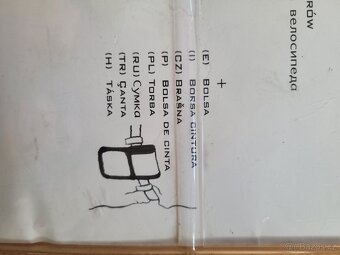 RÓW
велосипеда
+
(E) BOLSA
(I) BORSA CINTURA
(CZ) BRAŠNA
(P) BOLSA DE CINTA
(PL) TORBA
(RU) СУМКА
(TR) ÇANTA
(H) TÁSKA